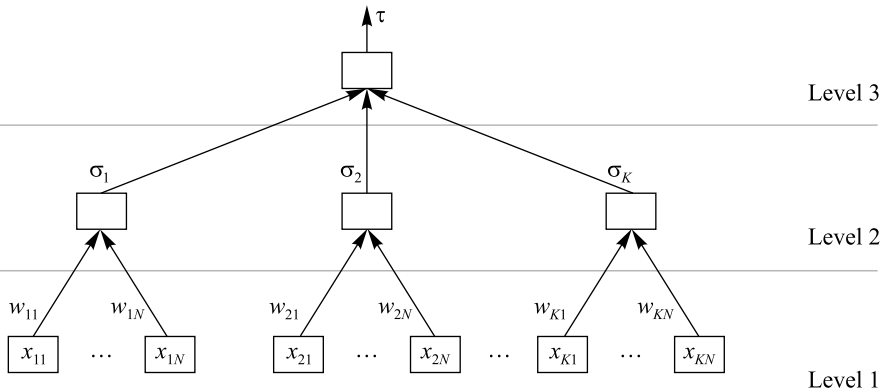 τ
Level 3
σ1 σ2 σK
Level 2
w11 w1N w21 w2N wK1 wKN
x11 ... x1N x21 ... x2N ... xK1 ... xKN
Level 1